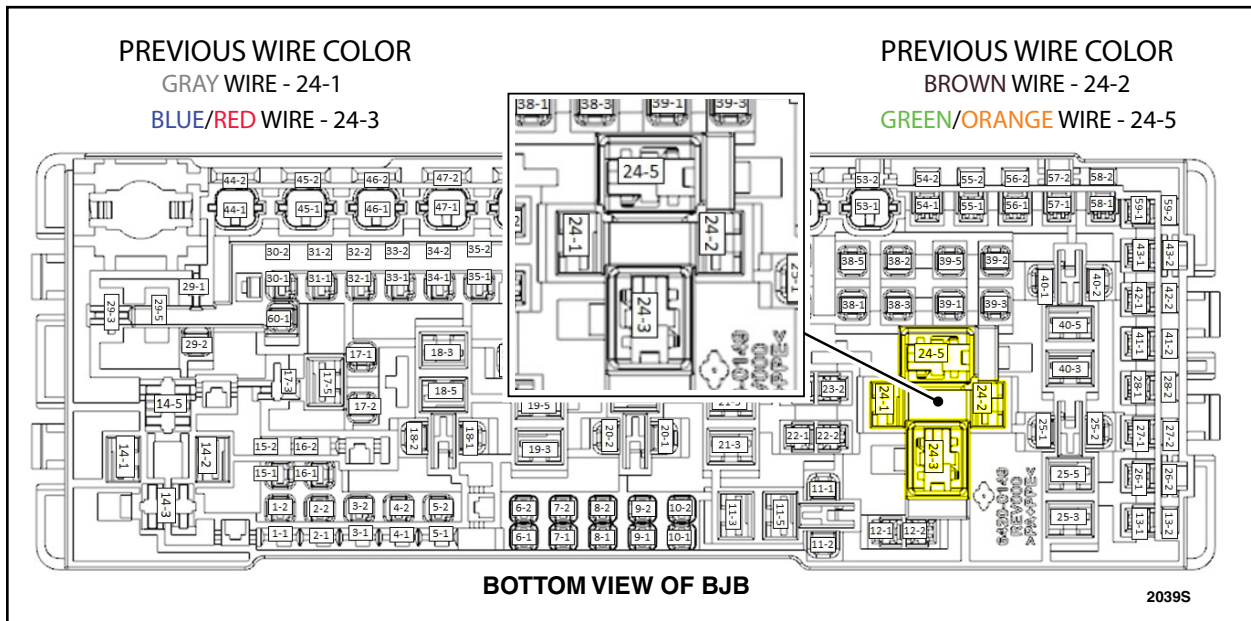 PREVIOUS WIRE COLOR
GRAY WIRE - 24-1
BLUE/RED WIRE - 24-3
PREVIOUS WIRE COLOR
BROWN WIRE - 24-2
GREEN/ORANGE WIRE - 24-5
38-1 38-3 39-1 39-3
24-5
24-1 24-2
24-3
25-1
44-2 45-2 46-2 47-2
44-1 45-1 46-1 47-1
53-2 54-2 55-2 56-2 57-2 58-2
53-1 54-1 55-1 56-1 57-1 58-1 59-1 59-2
30-2 31-2 32-2 33-2 34-2 35-2
30-1 31-1 32-1 33-1 34-1 35-1
38-5 38-2 39-5 39-2 40-1 40-2 43-1 43-2
38-1 38-3 39-1 39-3 42-1 42-2
29-1
29-3 29-5 60-1
29-2
17-1 18-3
17-3 17-5 18-5
17-2
40-5 41-1 41-2
24-5 40-3
23-2 24-1 24-2 28-1 28-2
14-5
14-1 14-2 15-2 16-2 18-2 18-1
19-5 20-2 20-1
19-3 21-3 22-1 22-2
25-1 25-2 27-1 27-2
24-3
15-1 16-1
14-3
25-5 26-1 26-2
25-3 13-1 13-2
1-2 2-2 3-2 4-2 5-2 6-2 7-2 8-2 9-2 10-2
1-1 2-1 3-1 4-1 5-1 6-1 7-1 8-1 9-1 10-1
11-3 11-5 11-1
11-2 12-1 12-2
BOTTOM VIEW OF BJB
2039S